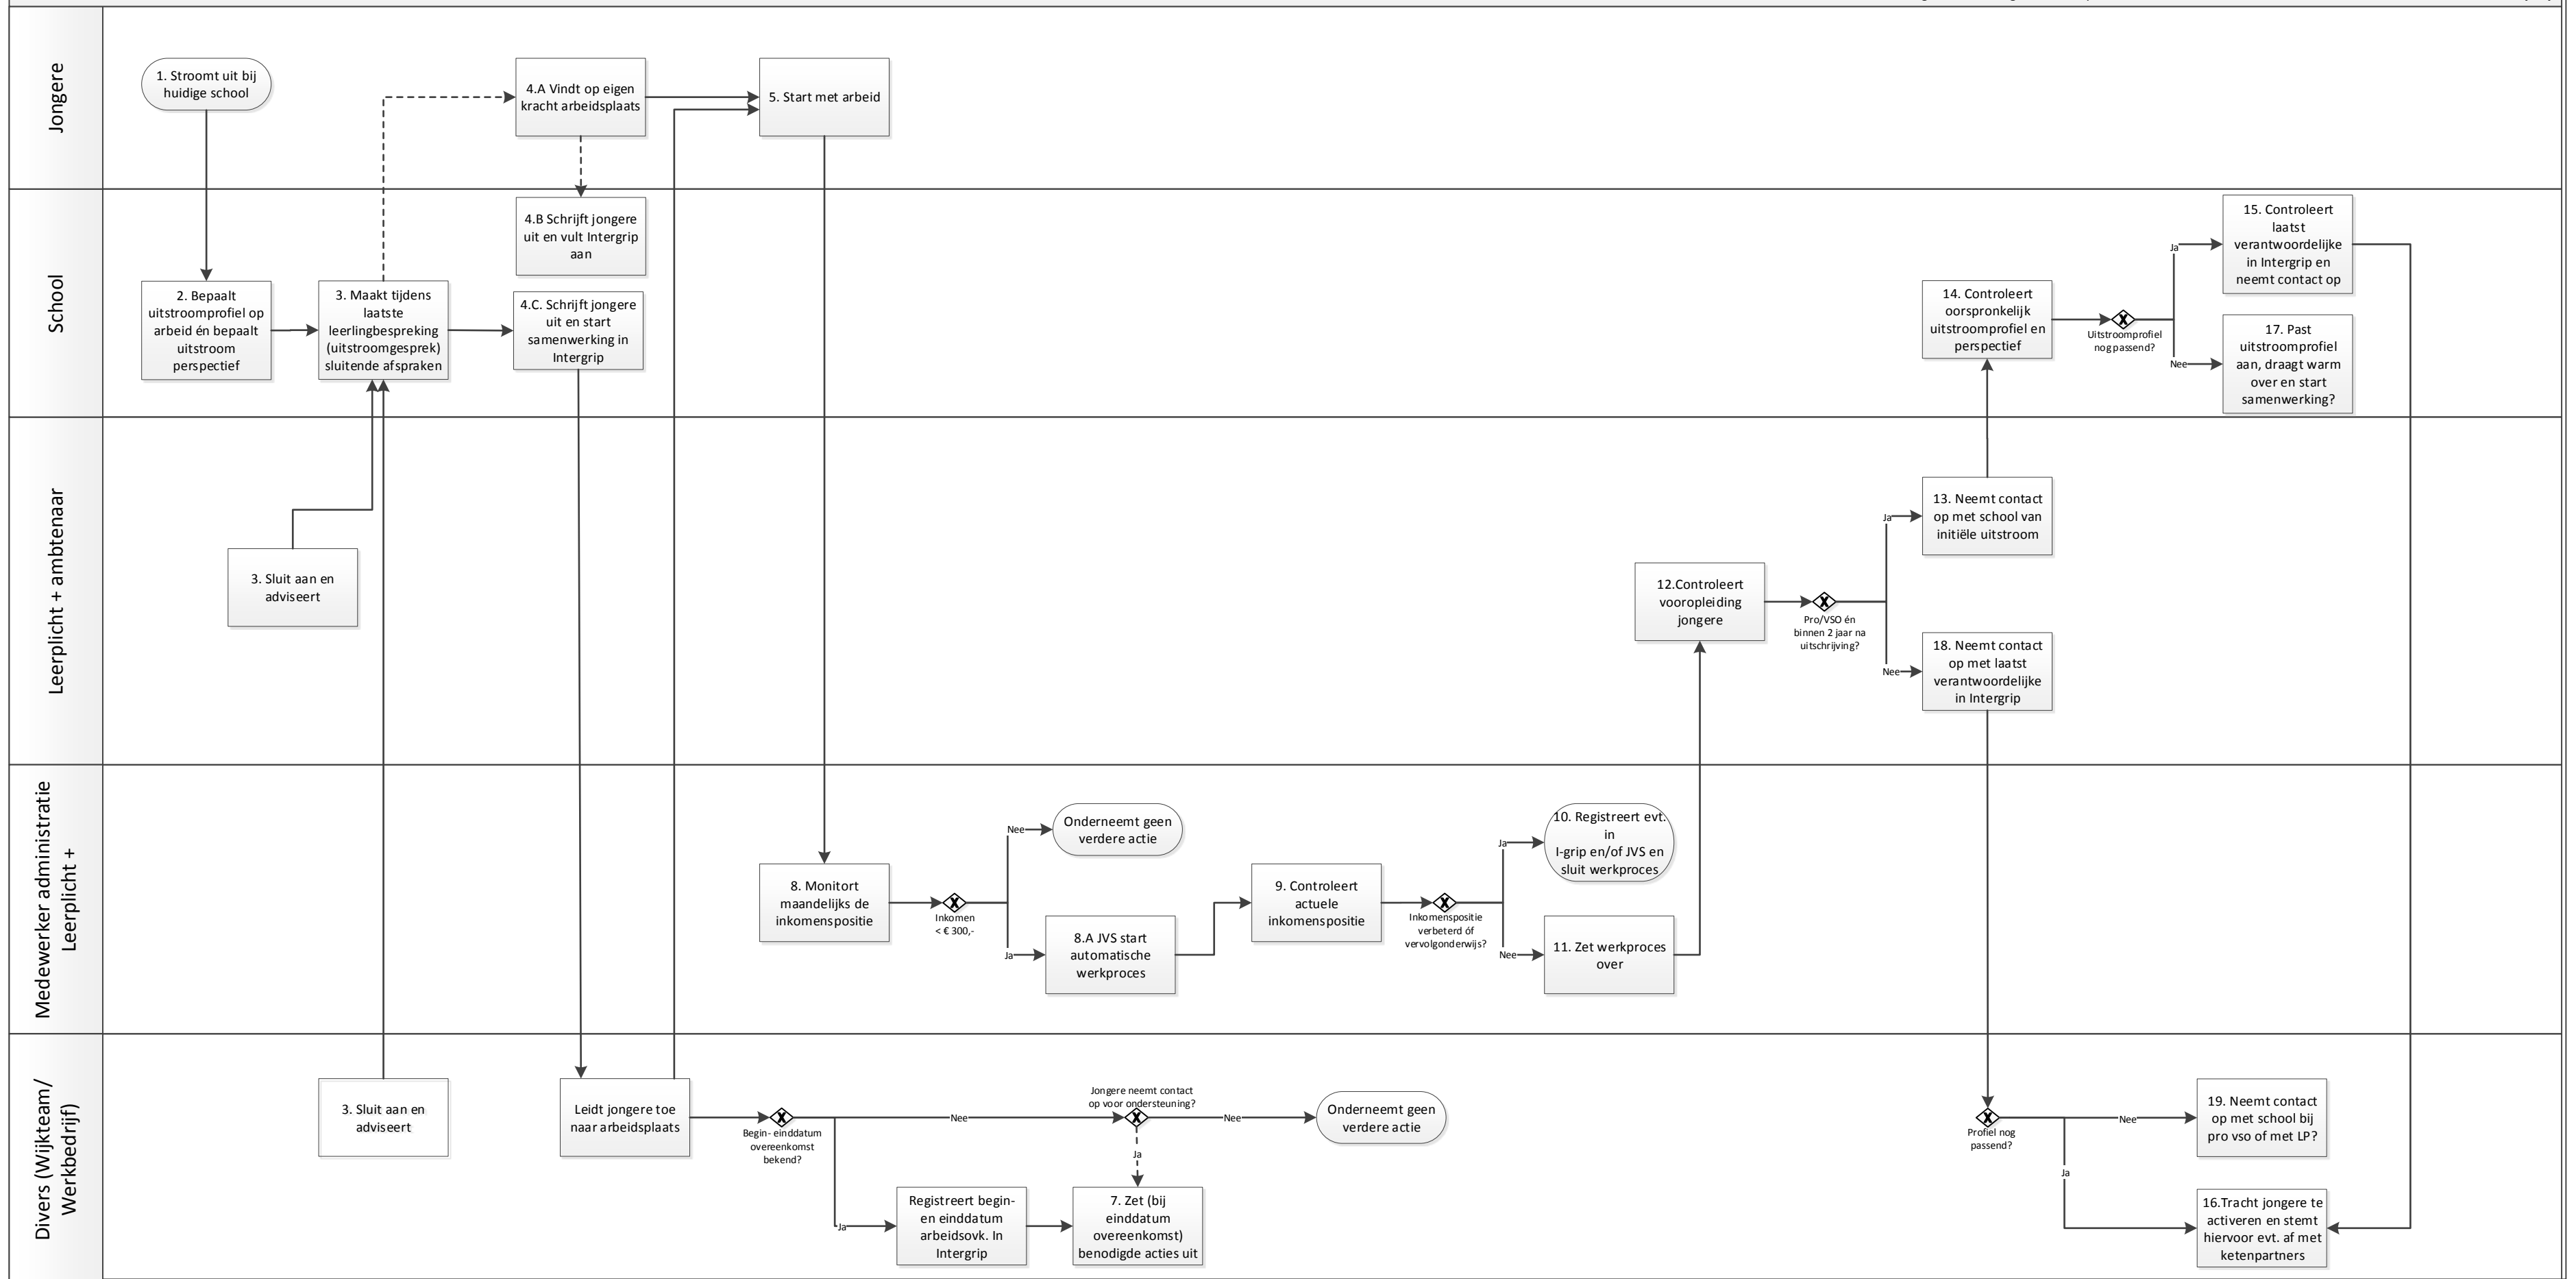 Jongere
1. Stroomt uit bij
huidige school
4.A Vindt op eigen
kracht arbeidsplaats
5. Start met arbeid
School
2. Bepaalt
uitstroomprofiel op
arbeid én bepaalt
uitstroom
perspectief
3. Maakt tijdens
laatste
leerlingbespreking
(uitstroomgesprek)
sluitende afspraken
4.B Schrijft jongere
uit en vult Intergrip
aan
4.C. Schrijft jongere
uit en start
samenwerking in
Intergrip
14. Controleert
oorspronkelijk
uitstroomprofiel en
perspectief
Uitstroomprofiel
nog passend?
Ja
15. Controleert
laatst
verantwoordelijke
in Intergrip en
neemt contact op
Nee
17. Past
uitstroomprofiel
aan, draagt warm
over en start
samenwerking?
Leerplicht + ambtenaar
3. Sluit aan en
adviseert
12.Controleert
vooropleiding
jongere
Pro/VSO én
binnen 2 jaar na
uitschrijving?
Ja
13. Neemt contact
op met school van
initiële uitstroom
Nee
18. Neemt contact
op met laatst
verantwoordelijke
in Intergrip
Medewerker administratie
Leerplicht +
8. Monitort
maandelijks de
inkomenspositie
Inkomen
< € 300,-
Nee
Onderneemt geen
verdere actie
Ja
8.A JVS start
automatische
werkproces
9. Controleert
actuele
inkomenspositie
Inkomenspositie
verbeterd óf
vervolgonderwijs?
Ja
10. Registreert evt.
in
I-grip en/of JVS en
sluit werkproces
Nee
11. Zet werkproces
over
Divers (Wijkteam/
Werkbedrijf)
3. Sluit aan en
adviseert
Leidt jongere toe
naar arbeidsplaats
Begin- einddatum
overeenkomst
bekend?
Nee
Jongere neemt contact
op voor ondersteuning?
Nee
Onderneemt geen
verdere actie
Ja
Ja
Registreert begin-
en einddatum
arbeidsovk. In
Intergrip
7. Zet (bij
einddatum
overeenkomst)
benodigde acties uit
Profiel nog
passend?
Nee
19. Neemt contact
op met school bij
pro vso of met LP?
Ja
16.Tracht jongere te
activeren en stemt
hiervoor evt. af met
ketenpartners